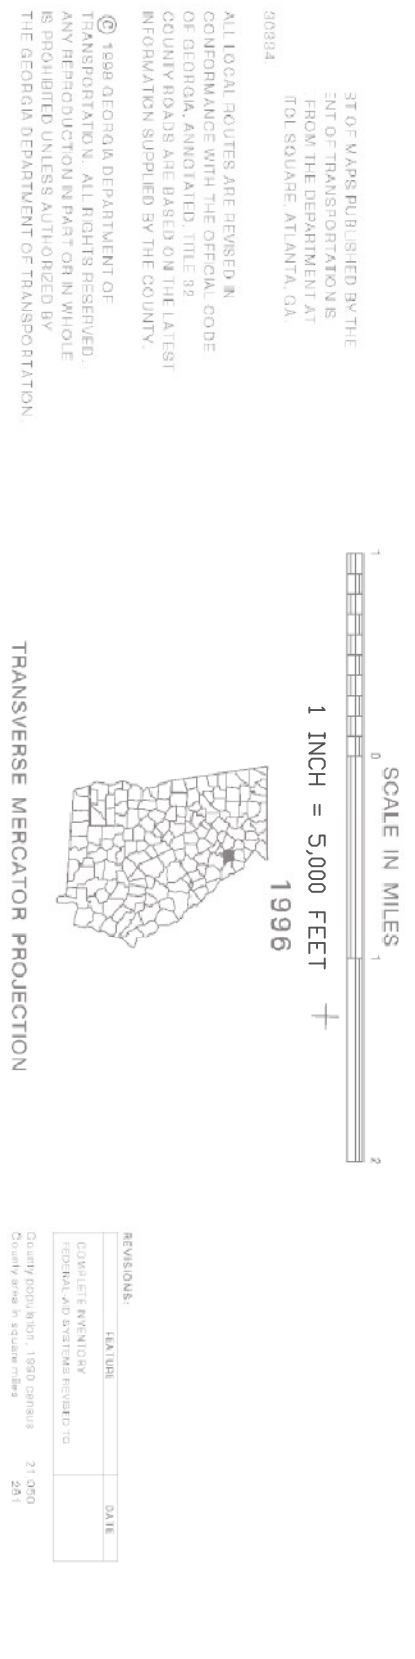 ST OF MAPS PUBLISHED BY THE
ENT OF TRANSPORTATION IS
FROM THE DEPARTMENT AT
TOL SQUARE, ATLANTA, GA.
30334
ALL LOCAL ROUTES ARE REVISED IN
CONFORMANCE WITH THE OFFICIAL CODE
OF GEORGIA, ANNOTATED, TITLE 32
COUNTY ROADS ARE BASED ON THE LATEST
INFORMATION SUPPLIED BY THE COUNTY.
© 1998 GEORGIA DEPARTMENT OF
TRANSPORTATION. ALL RIGHTS RESERVED.
ANY REPRODUCTION IN PART OR IN WHOLE
IS PROHIBITED UNLESS AUTHORIZED BY
THE GEORGIA DEPARTMENT OF TRANSPORTATION.
SCALE IN MILES
1 0 1 2
1 INCH = 5,000 FEET
1996
TRANSVERSE MERCATOR PROJECTION
REVISIONS:
FEATURE DATE
COMPLETE INVENTORY
FEDERAL-AID SYSTEMS REVISED TO
County population, 1990 census 21,050
County area in square miles 281